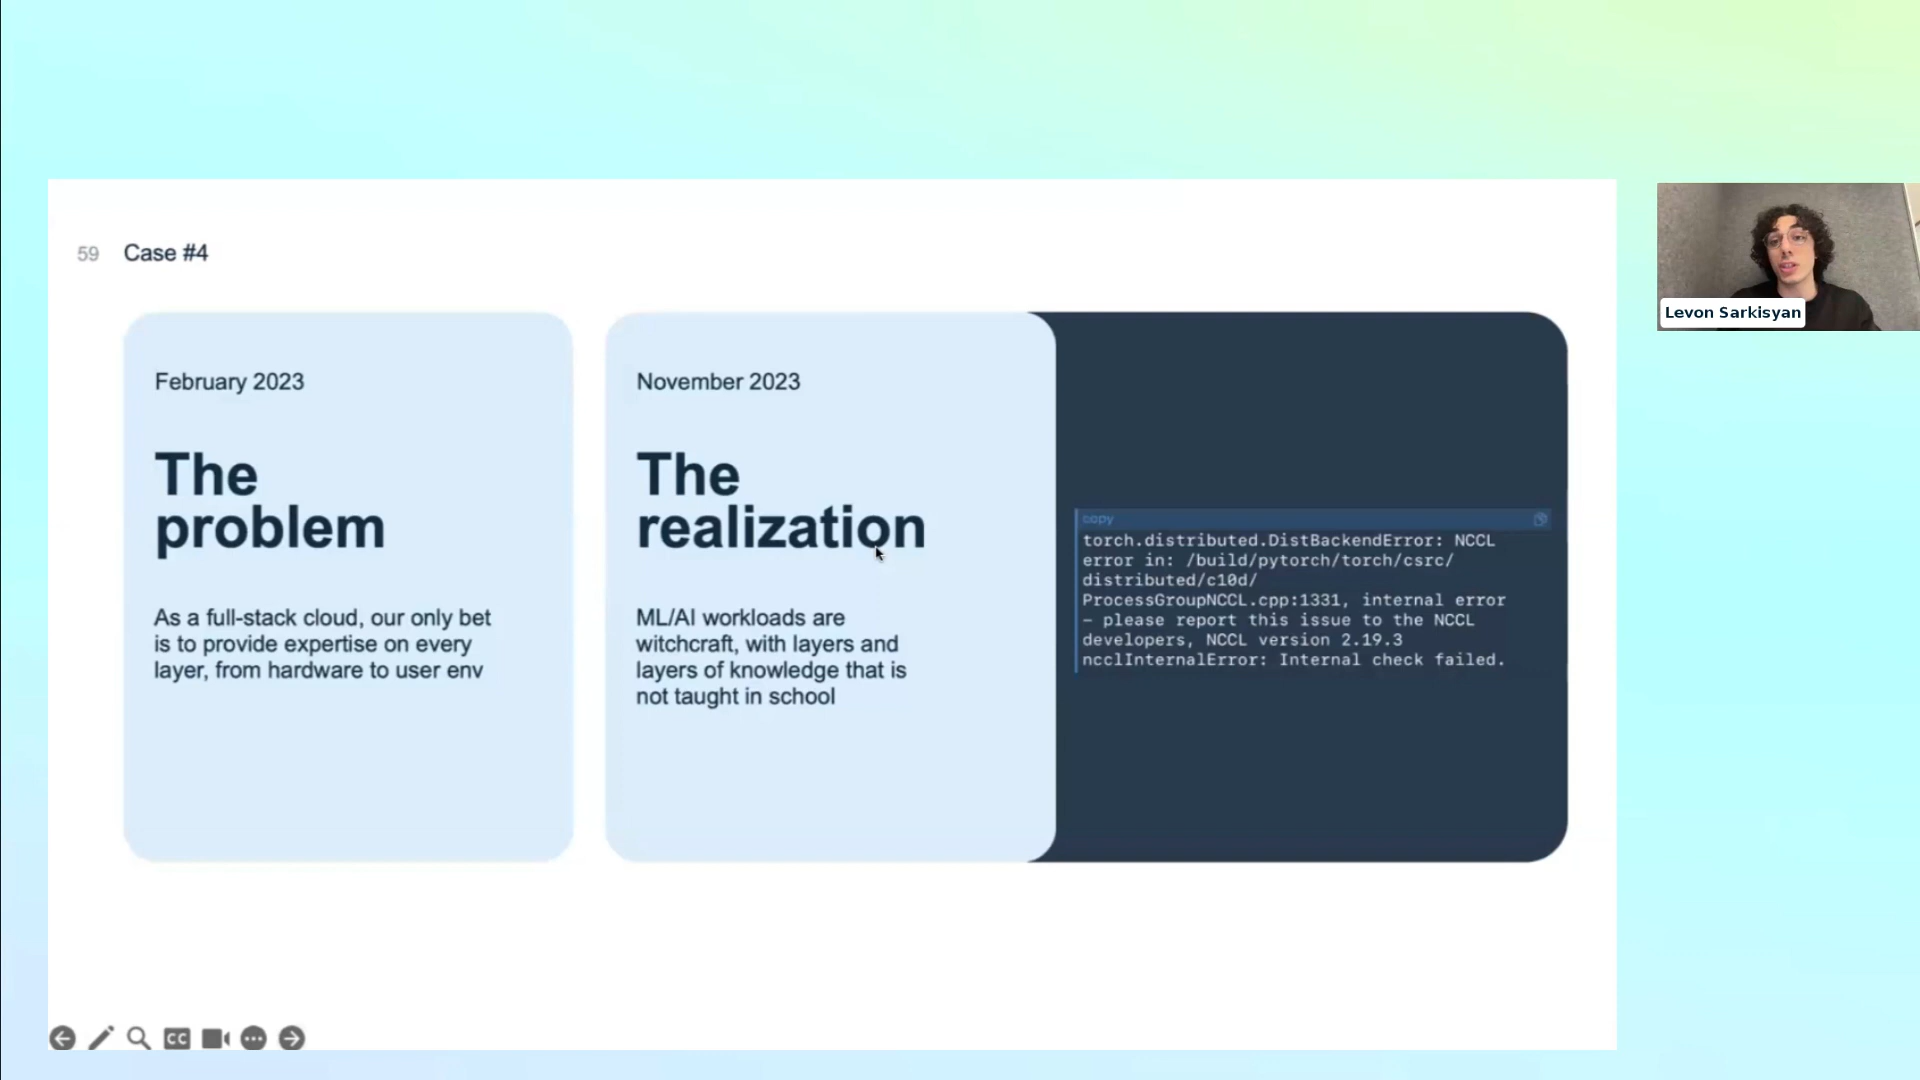 59 Case #4
February 2023
The
problem
As a full-stack cloud, our only bet
is to provide expertise on every
layer, from hardware to user env
November 2023
The
realization
ML/AI workloads are
witchcraft, with layers and
layers of knowledge that is
not taught in school
copy
torch.distributed.DistBackendError: NCCL
error in: /build/pytorch/torch/csrc/
distributed/c10d/
ProcessGroupNCCL.cpp:1331, internal error
– please report this issue to the NCCL
developers, NCCL version 2.19.3
ncclInternalError: Internal check failed.
Levon Sarkisyan
CC